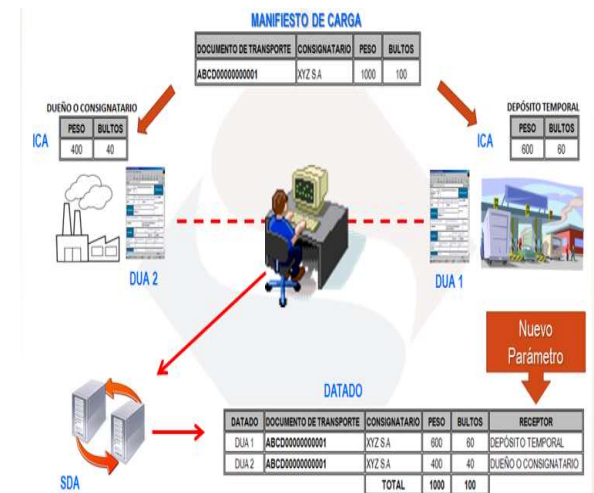 MANIFIESTO DE CARGA
DOCUMENTO DE TRANSPORTE CONSIGNATARIO PESO BULTOS
ABCD00000000001 XYZ S.A 1000 100
DUEÑO O CONSIGNATARIO
PESO BULTOS
400 40
ICA
DEPÓSITO TEMPORAL
PESO BULTOS
600 60
ICA
DUA 2
DUA 1
Nuevo
Parámetro
DATADO
DATADO DOCUMENTO DE TRANSPORTE CONSIGNATARIO PESO BULTOS RECEPTOR
DUA 1 ABCD00000000001 XYZ S.A 600 60 DEPÓSITO TEMPORAL
DUA 2 ABCD00000000001 XYZ S.A 400 40 DUEÑO O CONSIGNATARIO
TOTAL 1000 100
SDA